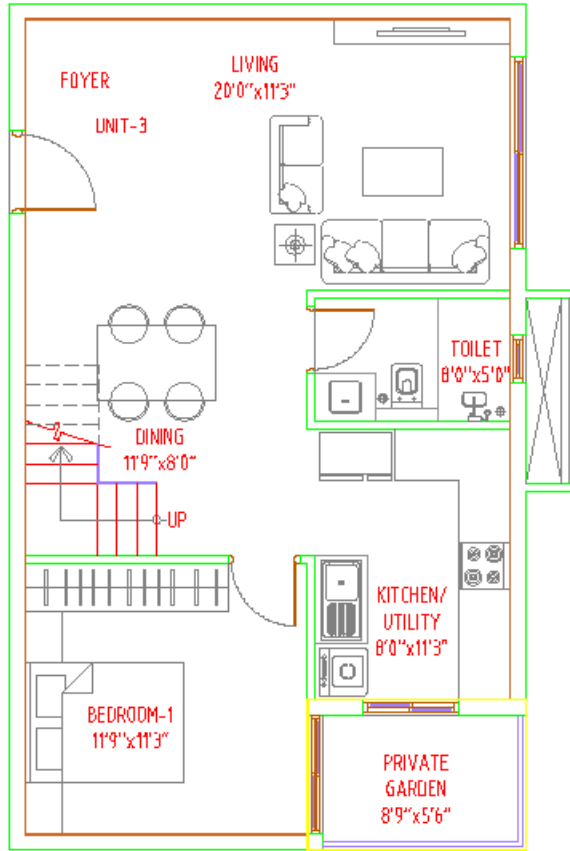 FOYER
LIVING
20'0"x11'3"
UNIT-3
TOILET
8'0"x5'0"
DINING
11'9"x8'0"
UP
KITCHEN/
UTILITY
8'0"x11'3"
BEDROOM-1
11'9"x11'3"
PRIVATE
GARDEN
8'9"x5'6"